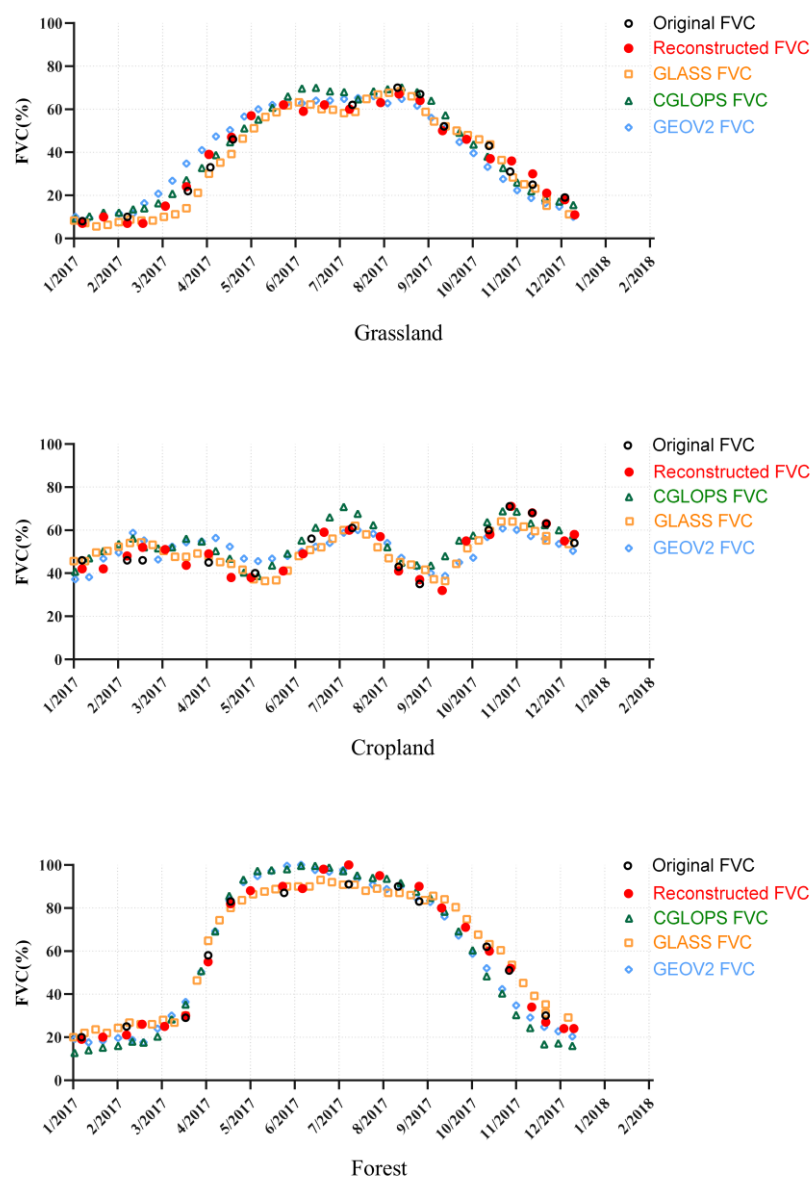 100
80
60
40
20
0
FVC(%)
1/2017
2/2017
3/2017
4/2017
5/2017
6/2017
7/2017
8/2017
9/2017
10/2017
11/2017
12/2017
1/2018
2/2018
Original FVC
Reconstructed FVC
GLASS FVC
CGLOPS FVC
GEOV2 FVC
Grassland
100
80
60
40
20
0
FVC(%)
1/2017
2/2017
3/2017
4/2017
5/2017
6/2017
7/2017
8/2017
9/2017
10/2017
11/2017
12/2017
1/2018
2/2018
Original FVC
Reconstructed FVC
CGLOPS FVC
GLASS FVC
GEOV2 FVC
Cropland
100
80
60
40
20
0
FVC(%)
1/2017
2/2017
3/2017
4/2017
5/2017
6/2017
7/2017
8/2017
9/2017
10/2017
11/2017
12/2017
1/2018
2/2018
Original FVC
Reconstructed FVC
CGLOPS FVC
GLASS FVC
GEOV2 FVC
Forest